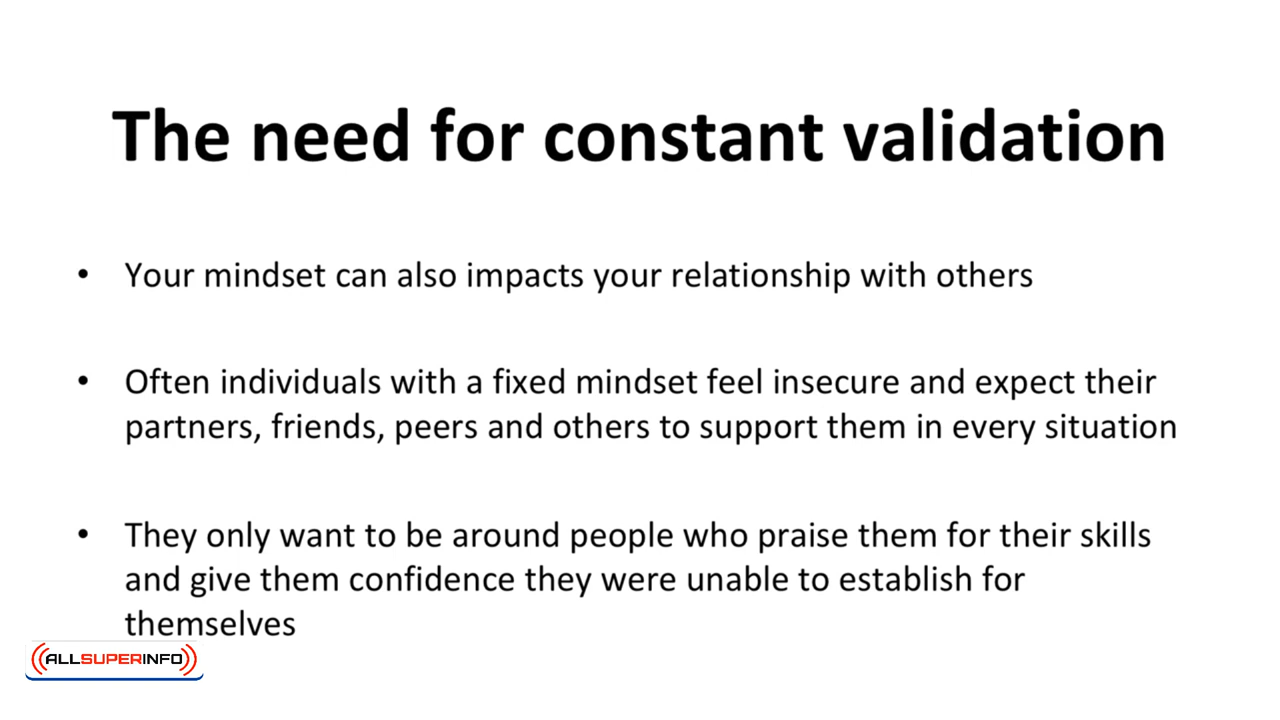 The need for constant validation
• Your mindset can also impacts your relationship with others
• Often individuals with a fixed mindset feel insecure and expect their
partners, friends, peers and others to support them in every situation
• They only want to be around people who praise them for their skills
and give them confidence they were unable to establish for
themselves
ALLSUPERINFO